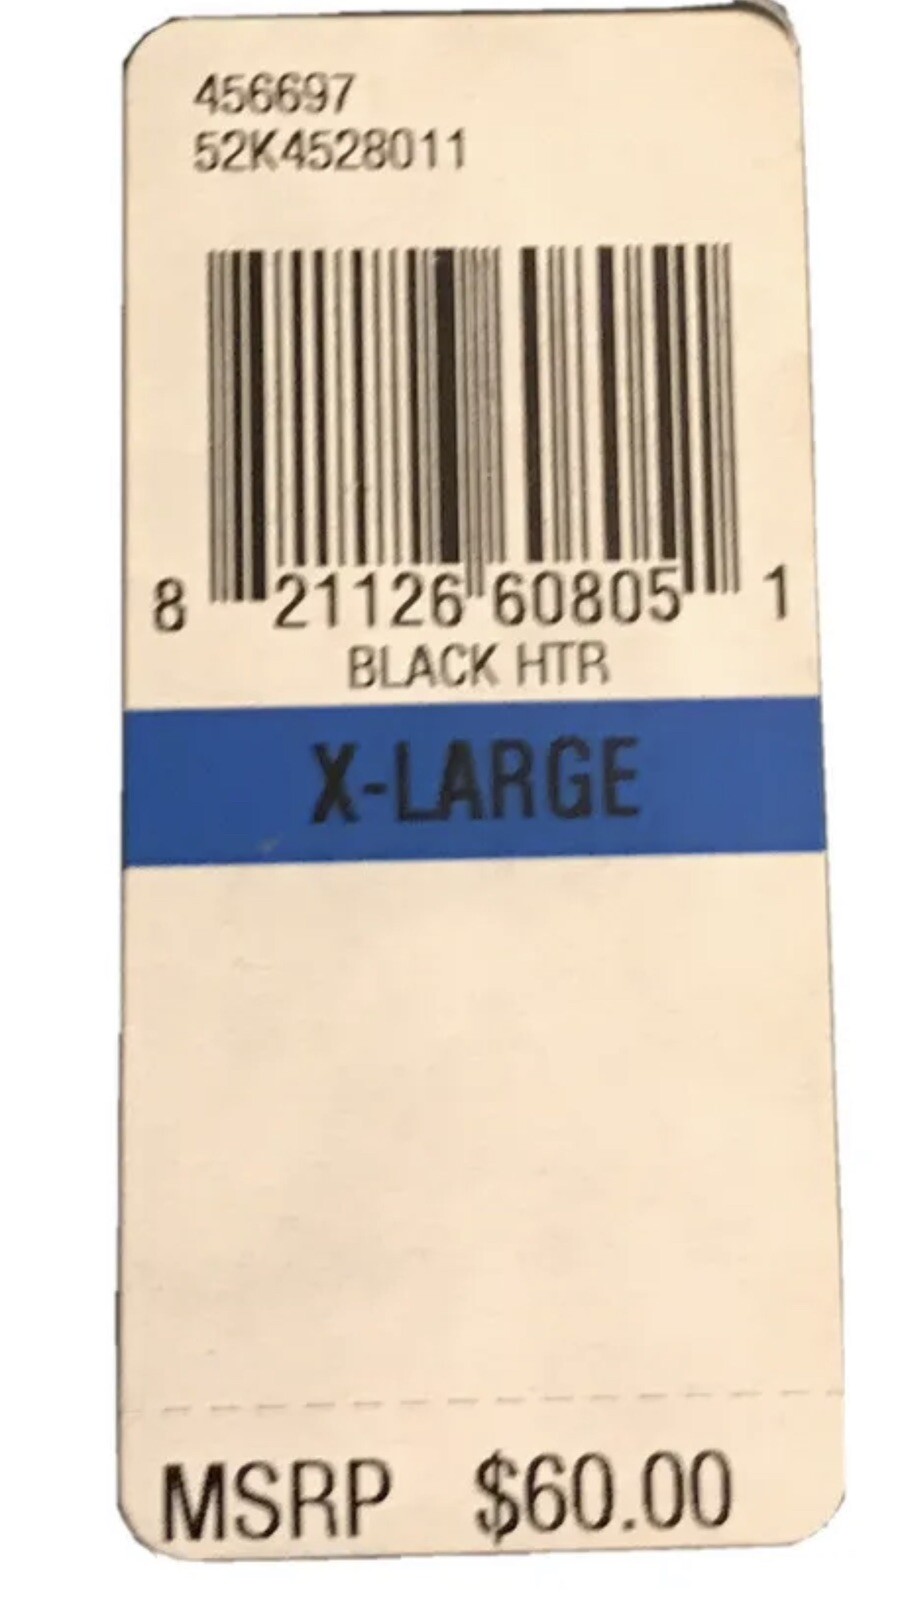 456697
52K4528011
8 21126 60805 1
BLACK HTR
X-LARGE
MSRP $60.00